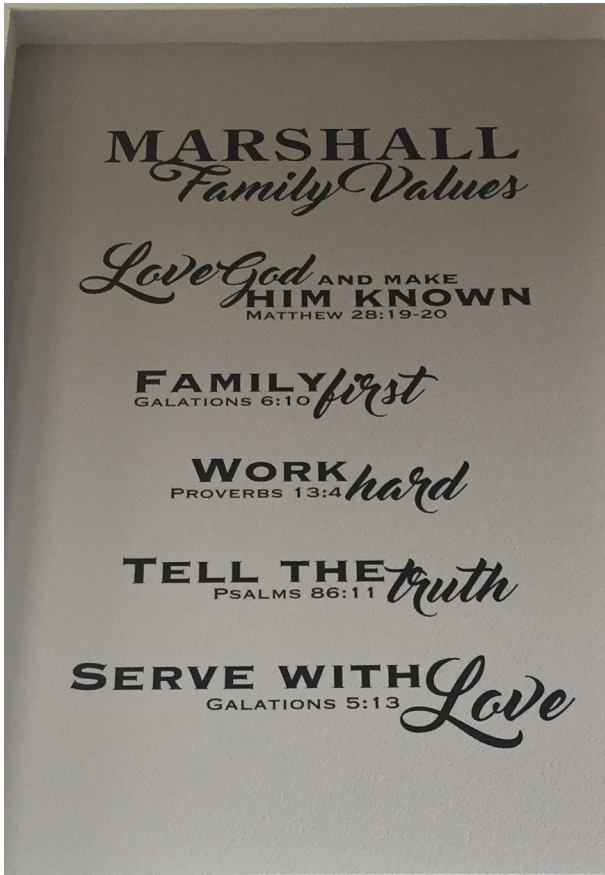 MARSHALL
Family Values
Love God AND MAKE
HIM KNOWN
MATTHEW 28:19-20
FAMILY first
GALATIONS 6:10
WORK hard
PROVERBS 13:4
TELL THE truth
PSALMS 86:11
SERVE WITH Love
GALATIONS 5:13